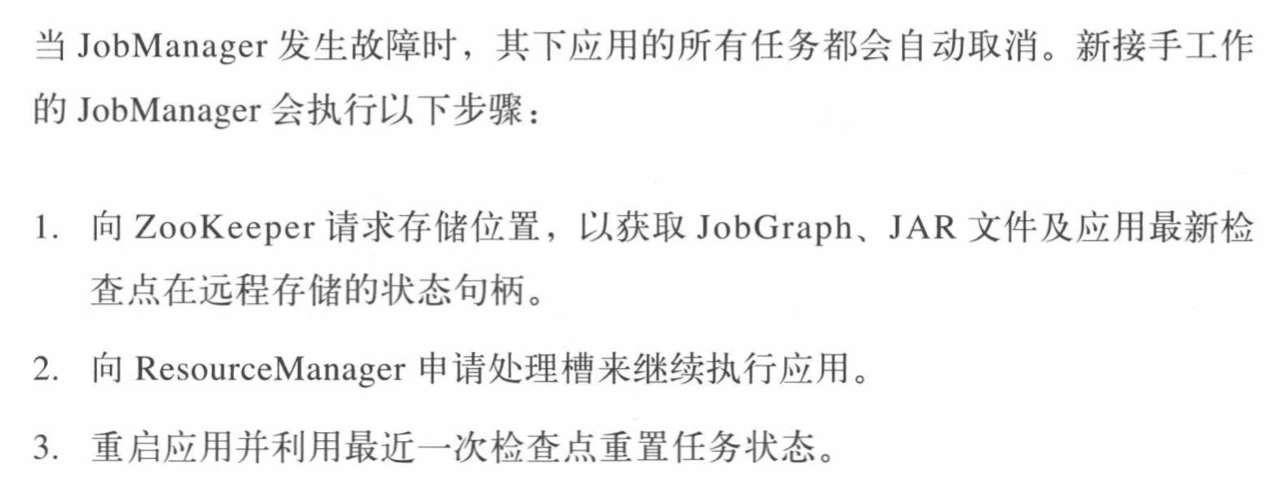 当 JobManager 发生故障时，其下应用的所有任务都会自动取消。新接手工作
的 JobManager 会执行以下步骤：
1. 向 ZooKeeper 请求存储位置，以获取 JobGraph、JAR 文件及应用最新检
查点在远程存储的状态句柄。
2. 向 ResourceManager 申请处理槽来继续执行应用。
3. 重启应用并利用最近一次检查点重置任务状态。